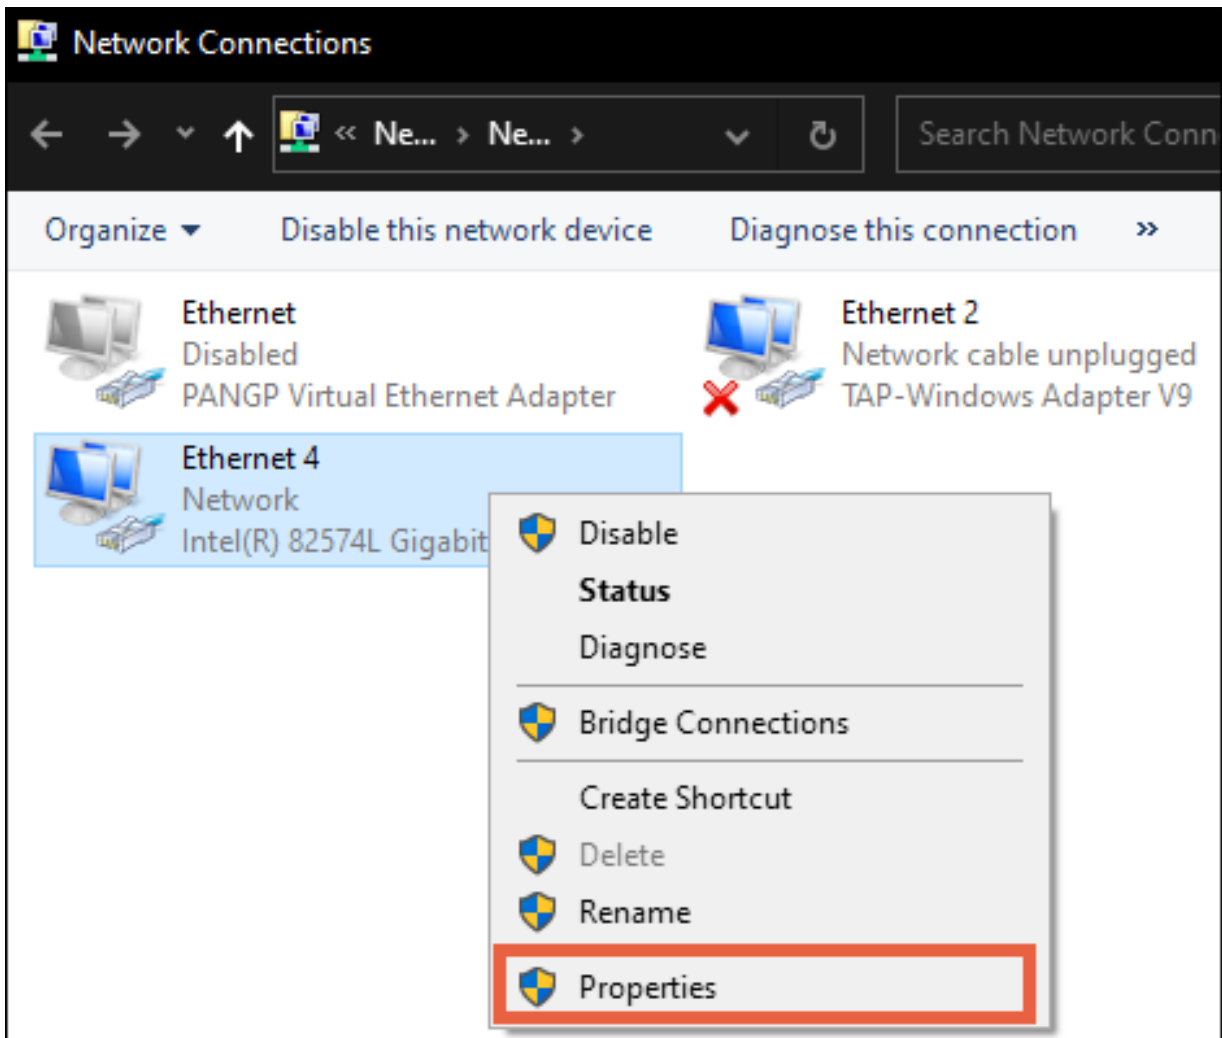 Network Connections
« Ne... › Ne... ›
Search Network Conn
Organize
Disable this network device
Diagnose this connection
»
Ethernet
Disabled
PANGP Virtual Ethernet Adapter
Ethernet 2
Network cable unplugged
TAP-Windows Adapter V9
Ethernet 4
Network
Intel(R) 82574L Gigabit
Disable
Status
Diagnose
Bridge Connections
Create Shortcut
Delete
Rename
Properties